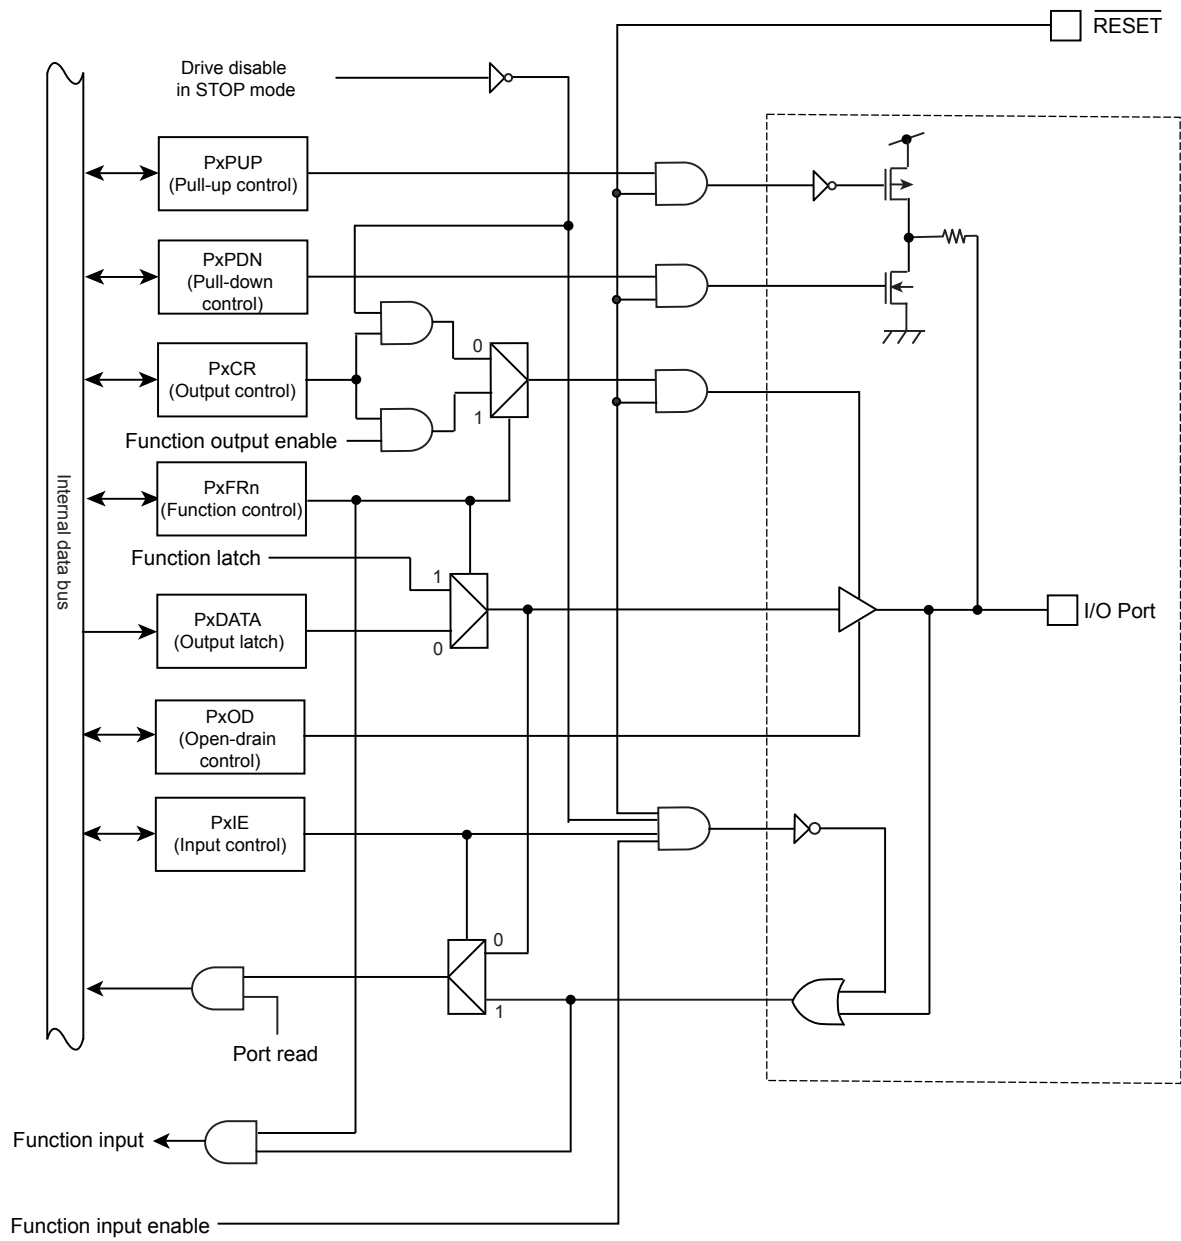 RESET
Drive disable
in STOP mode
PxPUP
(Pull-up control)
PxPDN
(Pull-down
control)
PxCR
(Output control)
0
1
Function output enable
PxFRn
(Function control)
Internal data bus
Function latch
1
0
PxDATA
(Output latch)
I/O Port
PxOD
(Open-drain
control)
PxIE
(Input control)
0
1
Port read
Function input
Function input enable